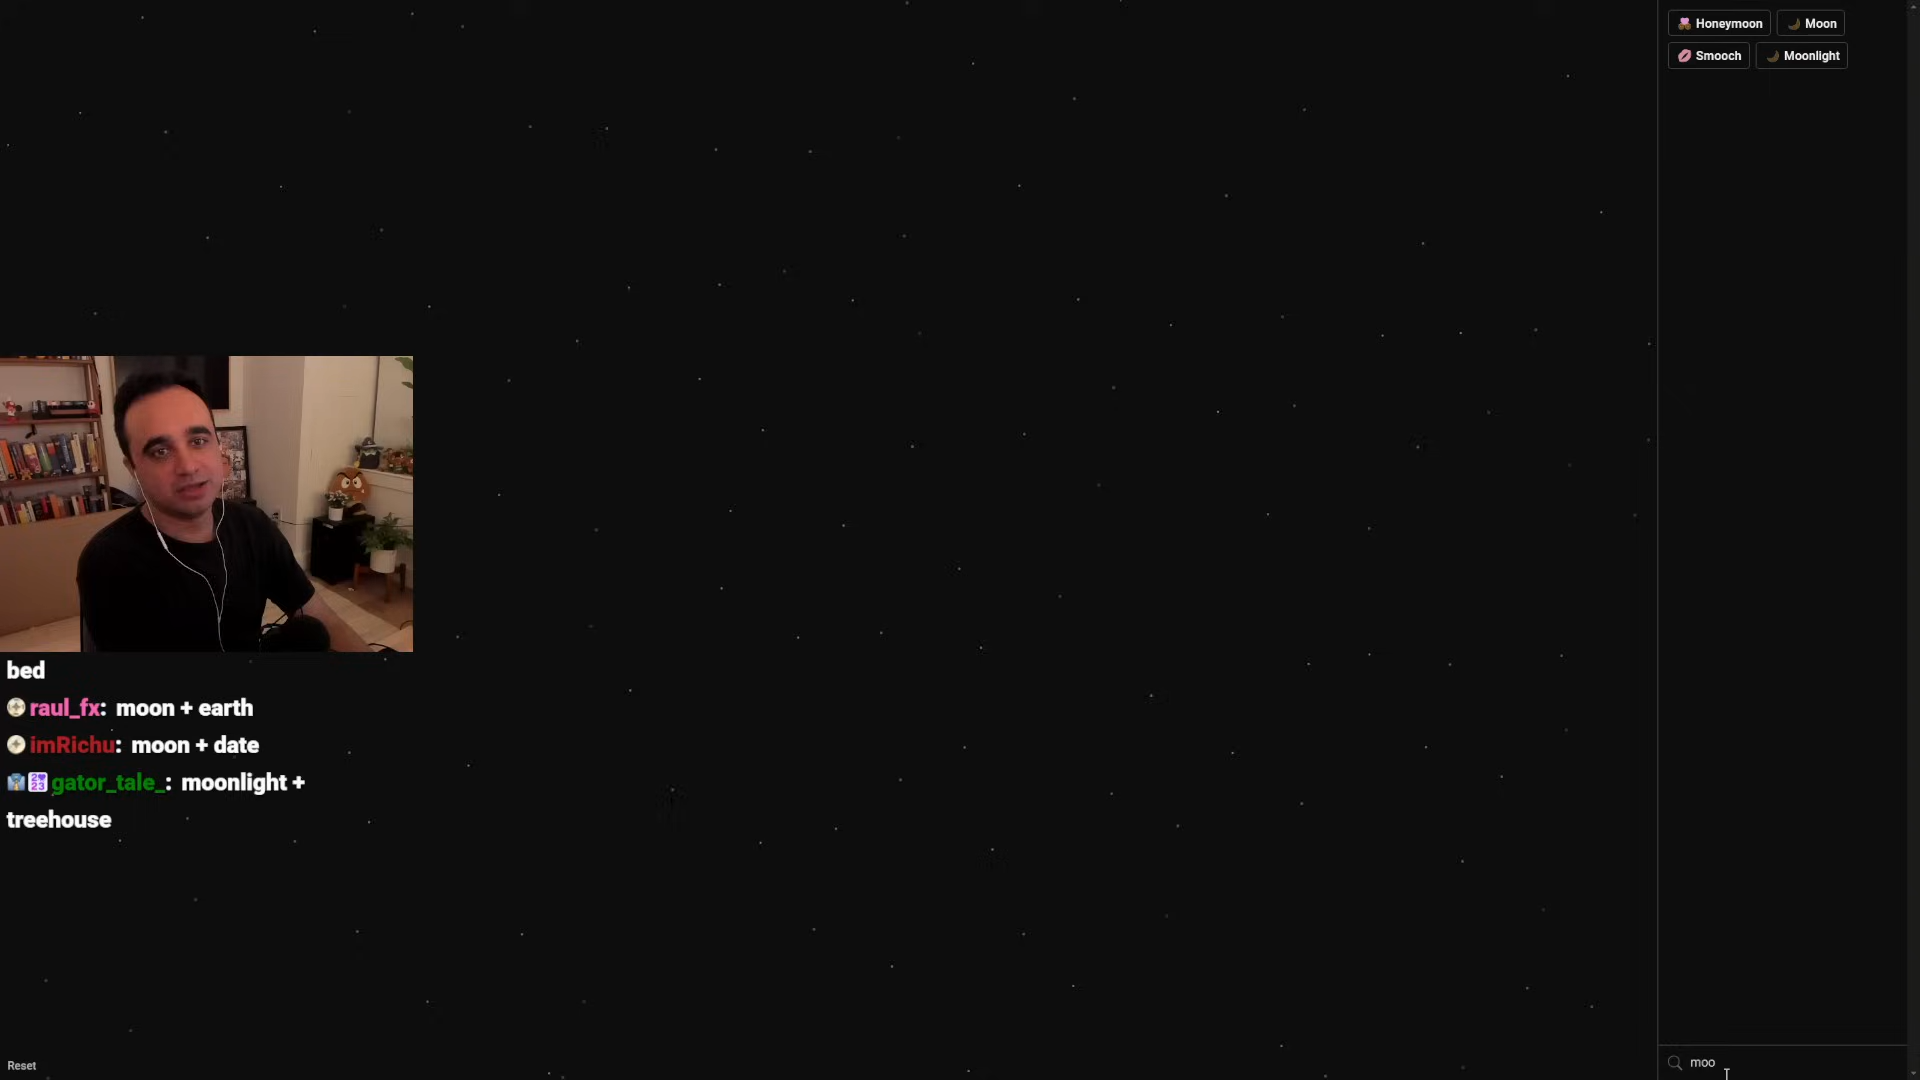 Honeymoon
Moon
Smooch
Moonlight
bed
raul_fx: moon + earth
imRichu: moon + date
gator_tale_: moonlight +
treehouse
Reset
moo